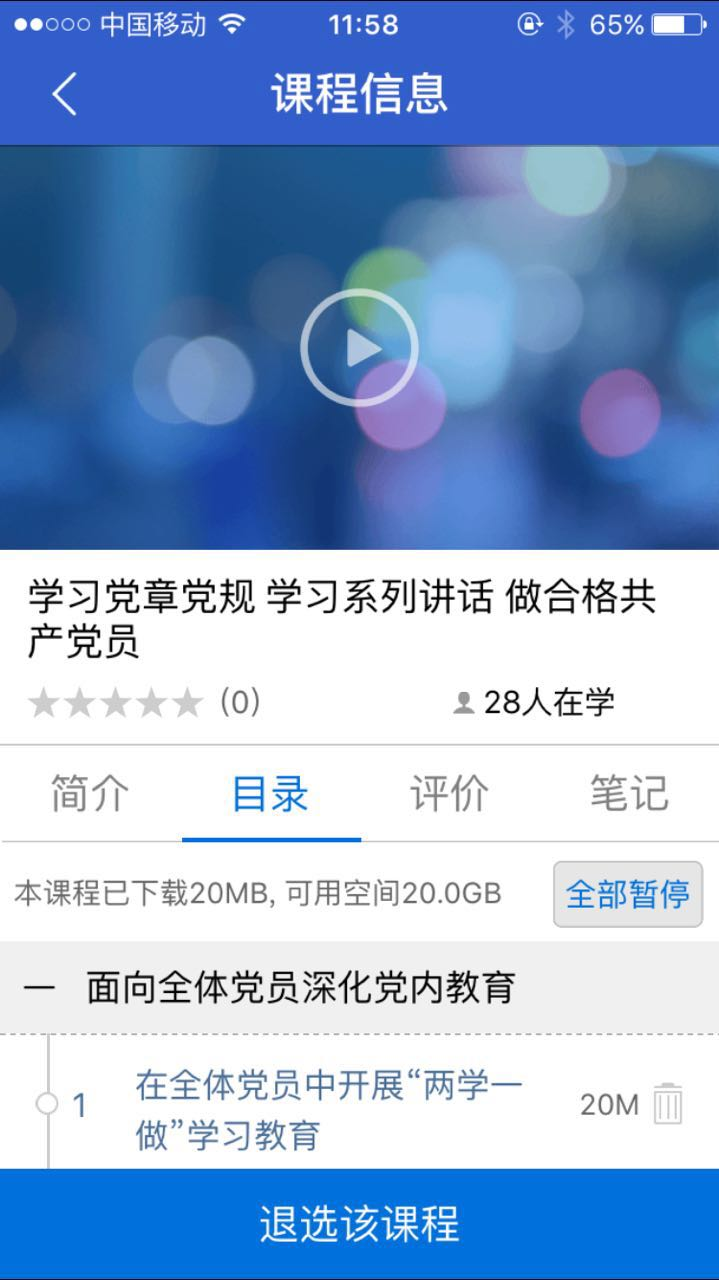 中国移动 11:58 65%
课程信息
学习党章党规 学习系列讲话 做合格共
产党员
(0) 28人在学
简介 目录 评价 笔记
本课程已下载20MB, 可用空间20.0GB 全部暂停
一 面向全体党员深化党内教育
1 在全体党员中开展“两学一 20M
做”学习教育
退选该课程